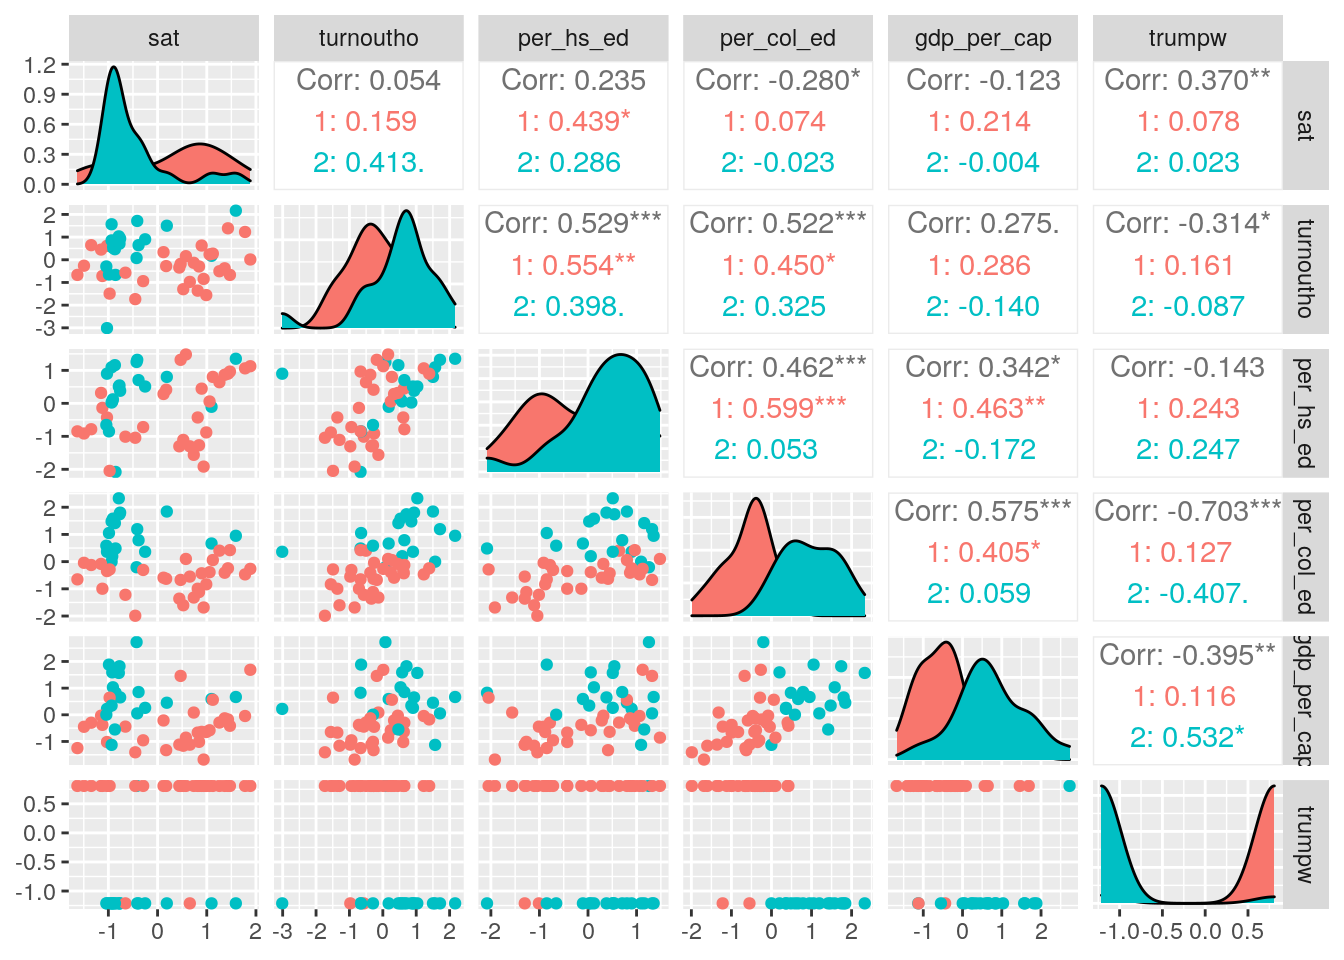 sat turnoutho per_hs_ed per_col_ed gdp_per_cap trumpw
1.2
0.9
0.6
0.3
0.0
Corr: 0.054
1: 0.159
2: 0.413.
Corr: 0.235
1: 0.439*
2: 0.286
Corr: -0.280*
1: 0.074
2: -0.023
Corr: -0.123
1: 0.214
2: -0.004
Corr: 0.370**
1: 0.078
2: 0.023
sat
2
1
0
-1
-2
-3
Corr: 0.529***
1: 0.554**
2: 0.398.
Corr: 0.522***
1: 0.450*
2: 0.325
Corr: 0.275.
1: 0.286
2: -0.140
Corr: -0.314*
1: 0.161
2: -0.087
turnoutho
1
0
-1
-2
Corr: 0.462***
1: 0.599***
2: 0.053
Corr: 0.342*
1: 0.463**
2: -0.172
Corr: -0.143
1: 0.243
2: 0.247
per_hs_ed
2
1
0
-1
-2
Corr: 0.575***
1: 0.405*
2: 0.059
Corr: -0.703***
1: 0.127
2: -0.407.
per_col_ed
2
1
0
-1
Corr: -0.395**
1: 0.116
2: 0.532*
gdp_per_cap
0.5
0.0
-0.5
-1.0
trumpw
-1 0 1 2
-3 -2 -1 0 1 2
-2 -1 0 1
-2 -1 0 1 2
-1 0 1 2
-1.0 -0.5 0.0 0.5